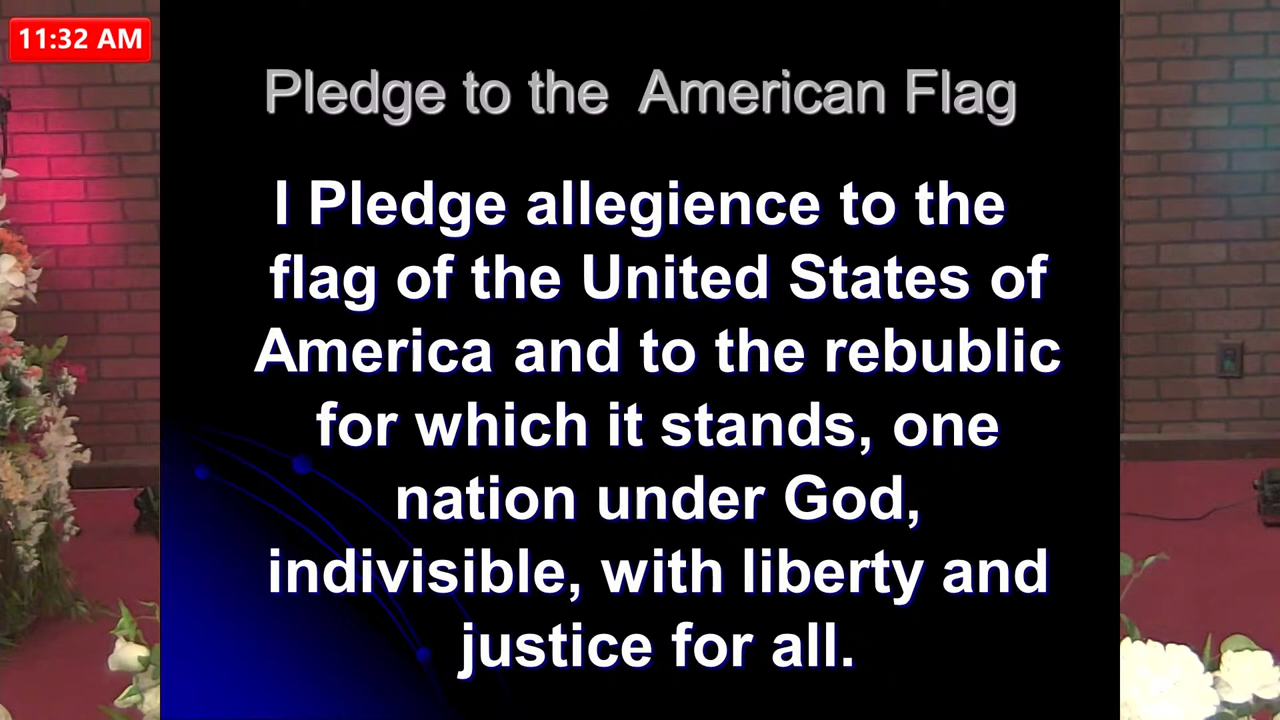 11:32 AM
Pledge to the American Flag
I Pledge allegience to the
flag of the United States of
America and to the rebublic
for which it stands, one
nation under God,
indivisible, with liberty and
justice for all.